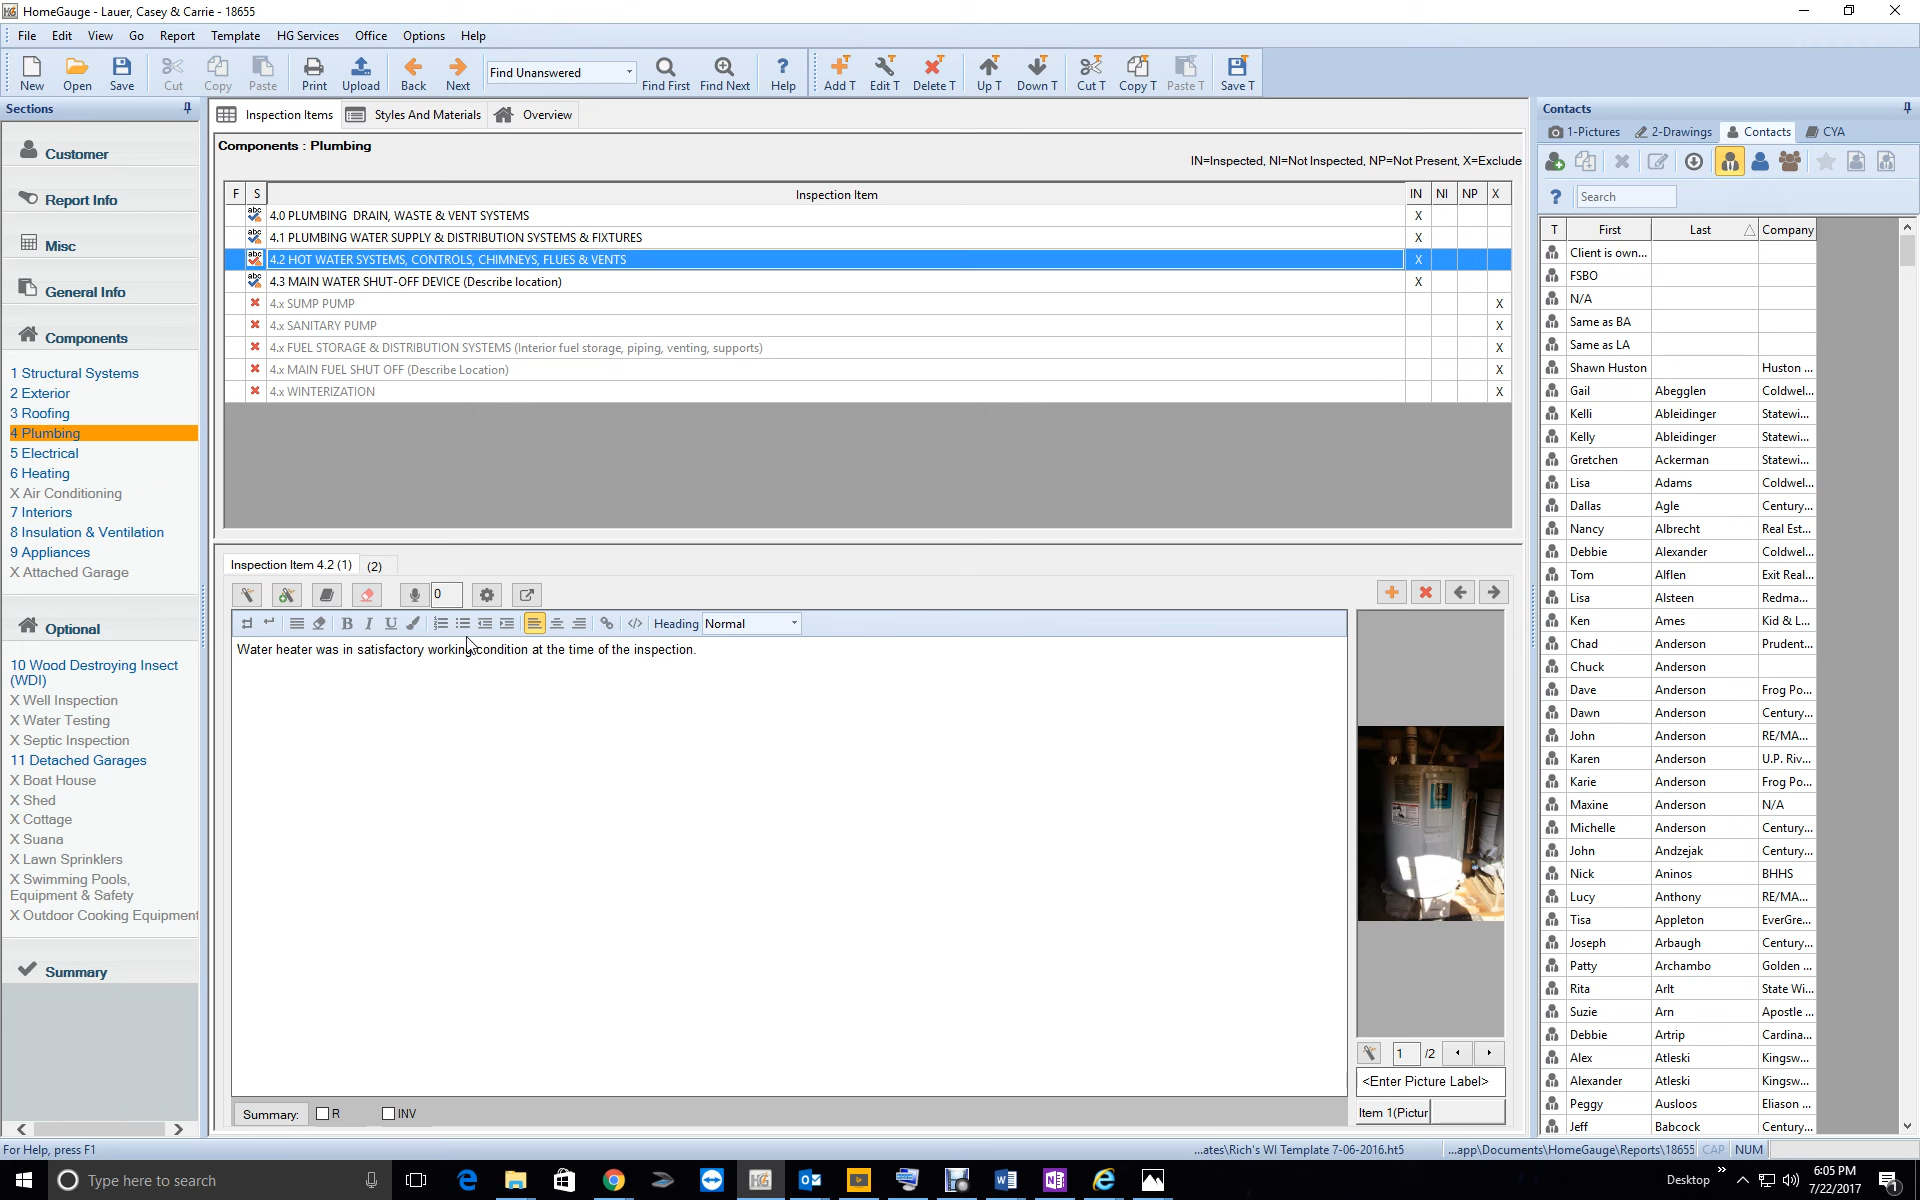 HomeGauge - Lauer, Casey & Carrie - 18655
File Edit View Go Report Template HG Services Office Options Help
New Open Save Cut Copy Paste Print Upload Back Next Find Unanswered Find First Find Next Help Add T Edit T Delete T Up T Down T Cut T Copy T Paste T Save T
Sections
Customer
Report Info
Misc
General Info
Components
1 Structural Systems
2 Exterior
3 Roofing
4 Plumbing
5 Electrical
6 Heating
X Air Conditioning
7 Interiors
8 Insulation & Ventilation
9 Appliances
X Attached Garage
Optional
10 Wood Destroying Insect
(WDI)
X Well Inspection
X Water Testing
X Septic Inspection
11 Detached Garages
X Boat House
X Shed
X Cottage
X Suana
X Lawn Sprinklers
X Swimming Pools,
Equipment & Safety
X Outdoor Cooking Equipment
Summary
Inspection Items Styles And Materials Overview
Components : Plumbing
IN=Inspected, NI=Not Inspected, NP=Not Present, X=Exclude
F S Inspection Item IN NI NP X
4.0 PLUMBING DRAIN, WASTE & VENT SYSTEMS X
4.1 PLUMBING WATER SUPPLY & DISTRIBUTION SYSTEMS & FIXTURES X
4.2 HOT WATER SYSTEMS, CONTROLS, CHIMNEYS, FLUES & VENTS X
4.3 MAIN WATER SHUT-OFF DEVICE (Describe location) X
4.x SUMP PUMP X
4.x SANITARY PUMP X
4.x FUEL STORAGE & DISTRIBUTION SYSTEMS (Interior fuel storage, piping, venting, supports) X
4.x MAIN FUEL SHUT OFF (Describe Location) X
4.x WINTERIZATION X
Inspection Item 4.2 (1) (2)
0
B I U Heading Normal
Water heater was in satisfactory working condition at the time of the inspection.
1 /2
<Enter Picture Label>
Item 1(Pictur
Summary: R INV
Contacts
1-Pictures 2-Drawings Contacts CYA
? Search
T First Last Company
Client is own...
FSBO
N/A
Same as BA
Same as LA
Shawn Huston Huston ...
Gail Abegglen Coldwel...
Kelli Ableidinger Statewi...
Kelly Ableidinger Statewi...
Gretchen Ackerman Statewi...
Lisa Adams Coldwel...
Dallas Agle Century...
Nancy Albrecht Real Est...
Debbie Alexander Coldwel...
Tom Alflen Exit Real...
Lisa Alsteen Redma...
Ken Ames Kid & L...
Chad Anderson Prudent...
Chuck Anderson
Dave Anderson Frog Po...
Dawn Anderson Century...
John Anderson RE/MA...
Karen Anderson U.P. Riv...
Karie Anderson Frog Po...
Maxine Anderson N/A
Michelle Anderson Century...
John Andzejak Century...
Nick Aninos BHHS
Lucy Anthony RE/MA...
Tisa Appleton EverGre...
Joseph Arbaugh Century...
Patty Archambo Golden ...
Rita Arlt State Wi...
Suzie Arn Apostle ...
Debbie Artrip Cardina...
Alex Atleski Kingsw...
Alexander Atleski Kingsw...
Peggy Ausloos Eliason ...
Jeff Babcock Century...
For Help, press F1
...ates\Rich's WI Template 7-06-2016.ht5 ...app\Documents\HomeGauge\Reports\18655 CAP NUM
Type here to search
Desktop
6:05 PM
7/22/2017
1